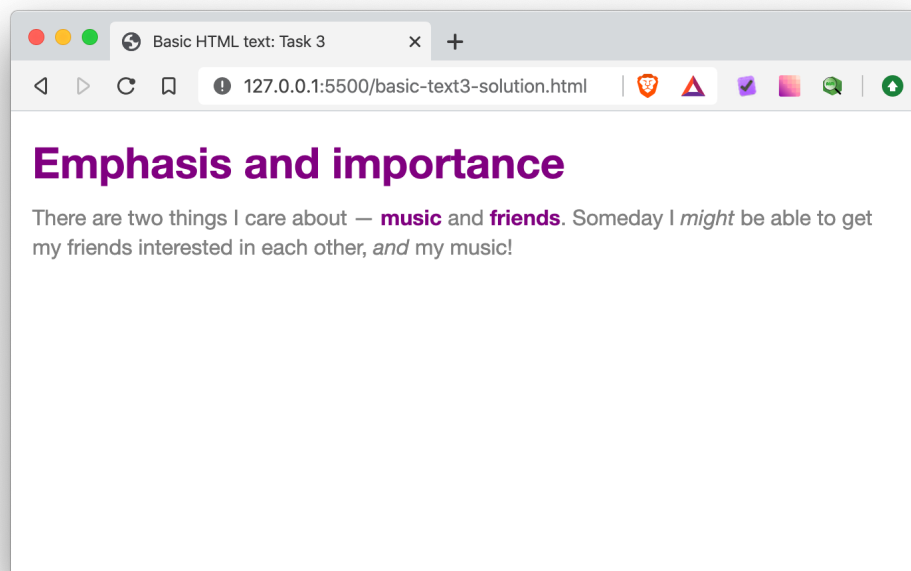 Basic HTML text: Task 3
127.0.0.1:5500/basic-text3-solution.html
Emphasis and importance
There are two things I care about — music and friends. Someday I might be able to get
my friends interested in each other, and my music!